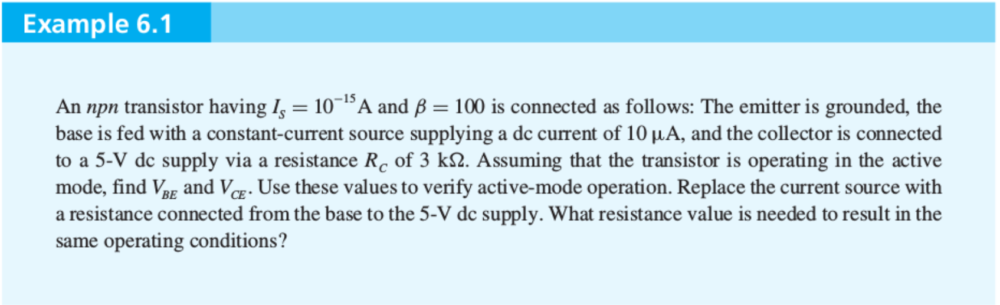 Example 6.1
An npn transistor having I_s = 10⁻¹⁵ A and β = 100 is connected as follows: The emitter is grounded, the
base is fed with a constant-current source supplying a dc current of 10 μA, and the collector is connected
to a 5-V dc supply via a resistance R_C of 3 kΩ. Assuming that the transistor is operating in the active
mode, find V_BE and V_CE. Use these values to verify active-mode operation. Replace the current source with
a resistance connected from the base to the 5-V dc supply. What resistance value is needed to result in the
same operating conditions?